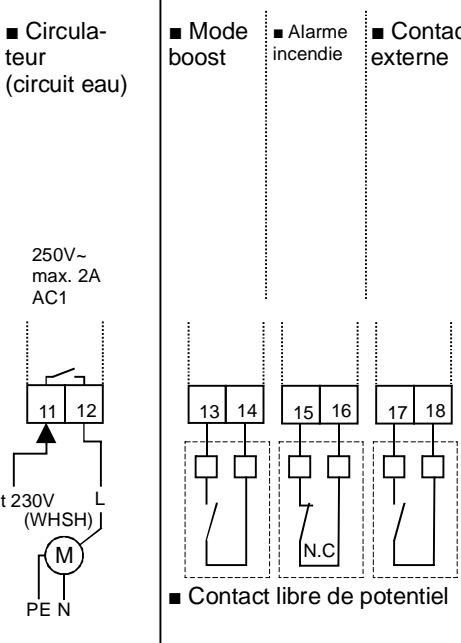 ■ Circula-
teur
(circuit eau)
■ Mode
boost
■ Alarme
incendie
■ Contac
externe
250V~
max. 2A
AC1
11 12
13 14
15 16
17 18
t 230V L
(WHSH)
M
PE N
N.C
■ Contact libre de potentiel